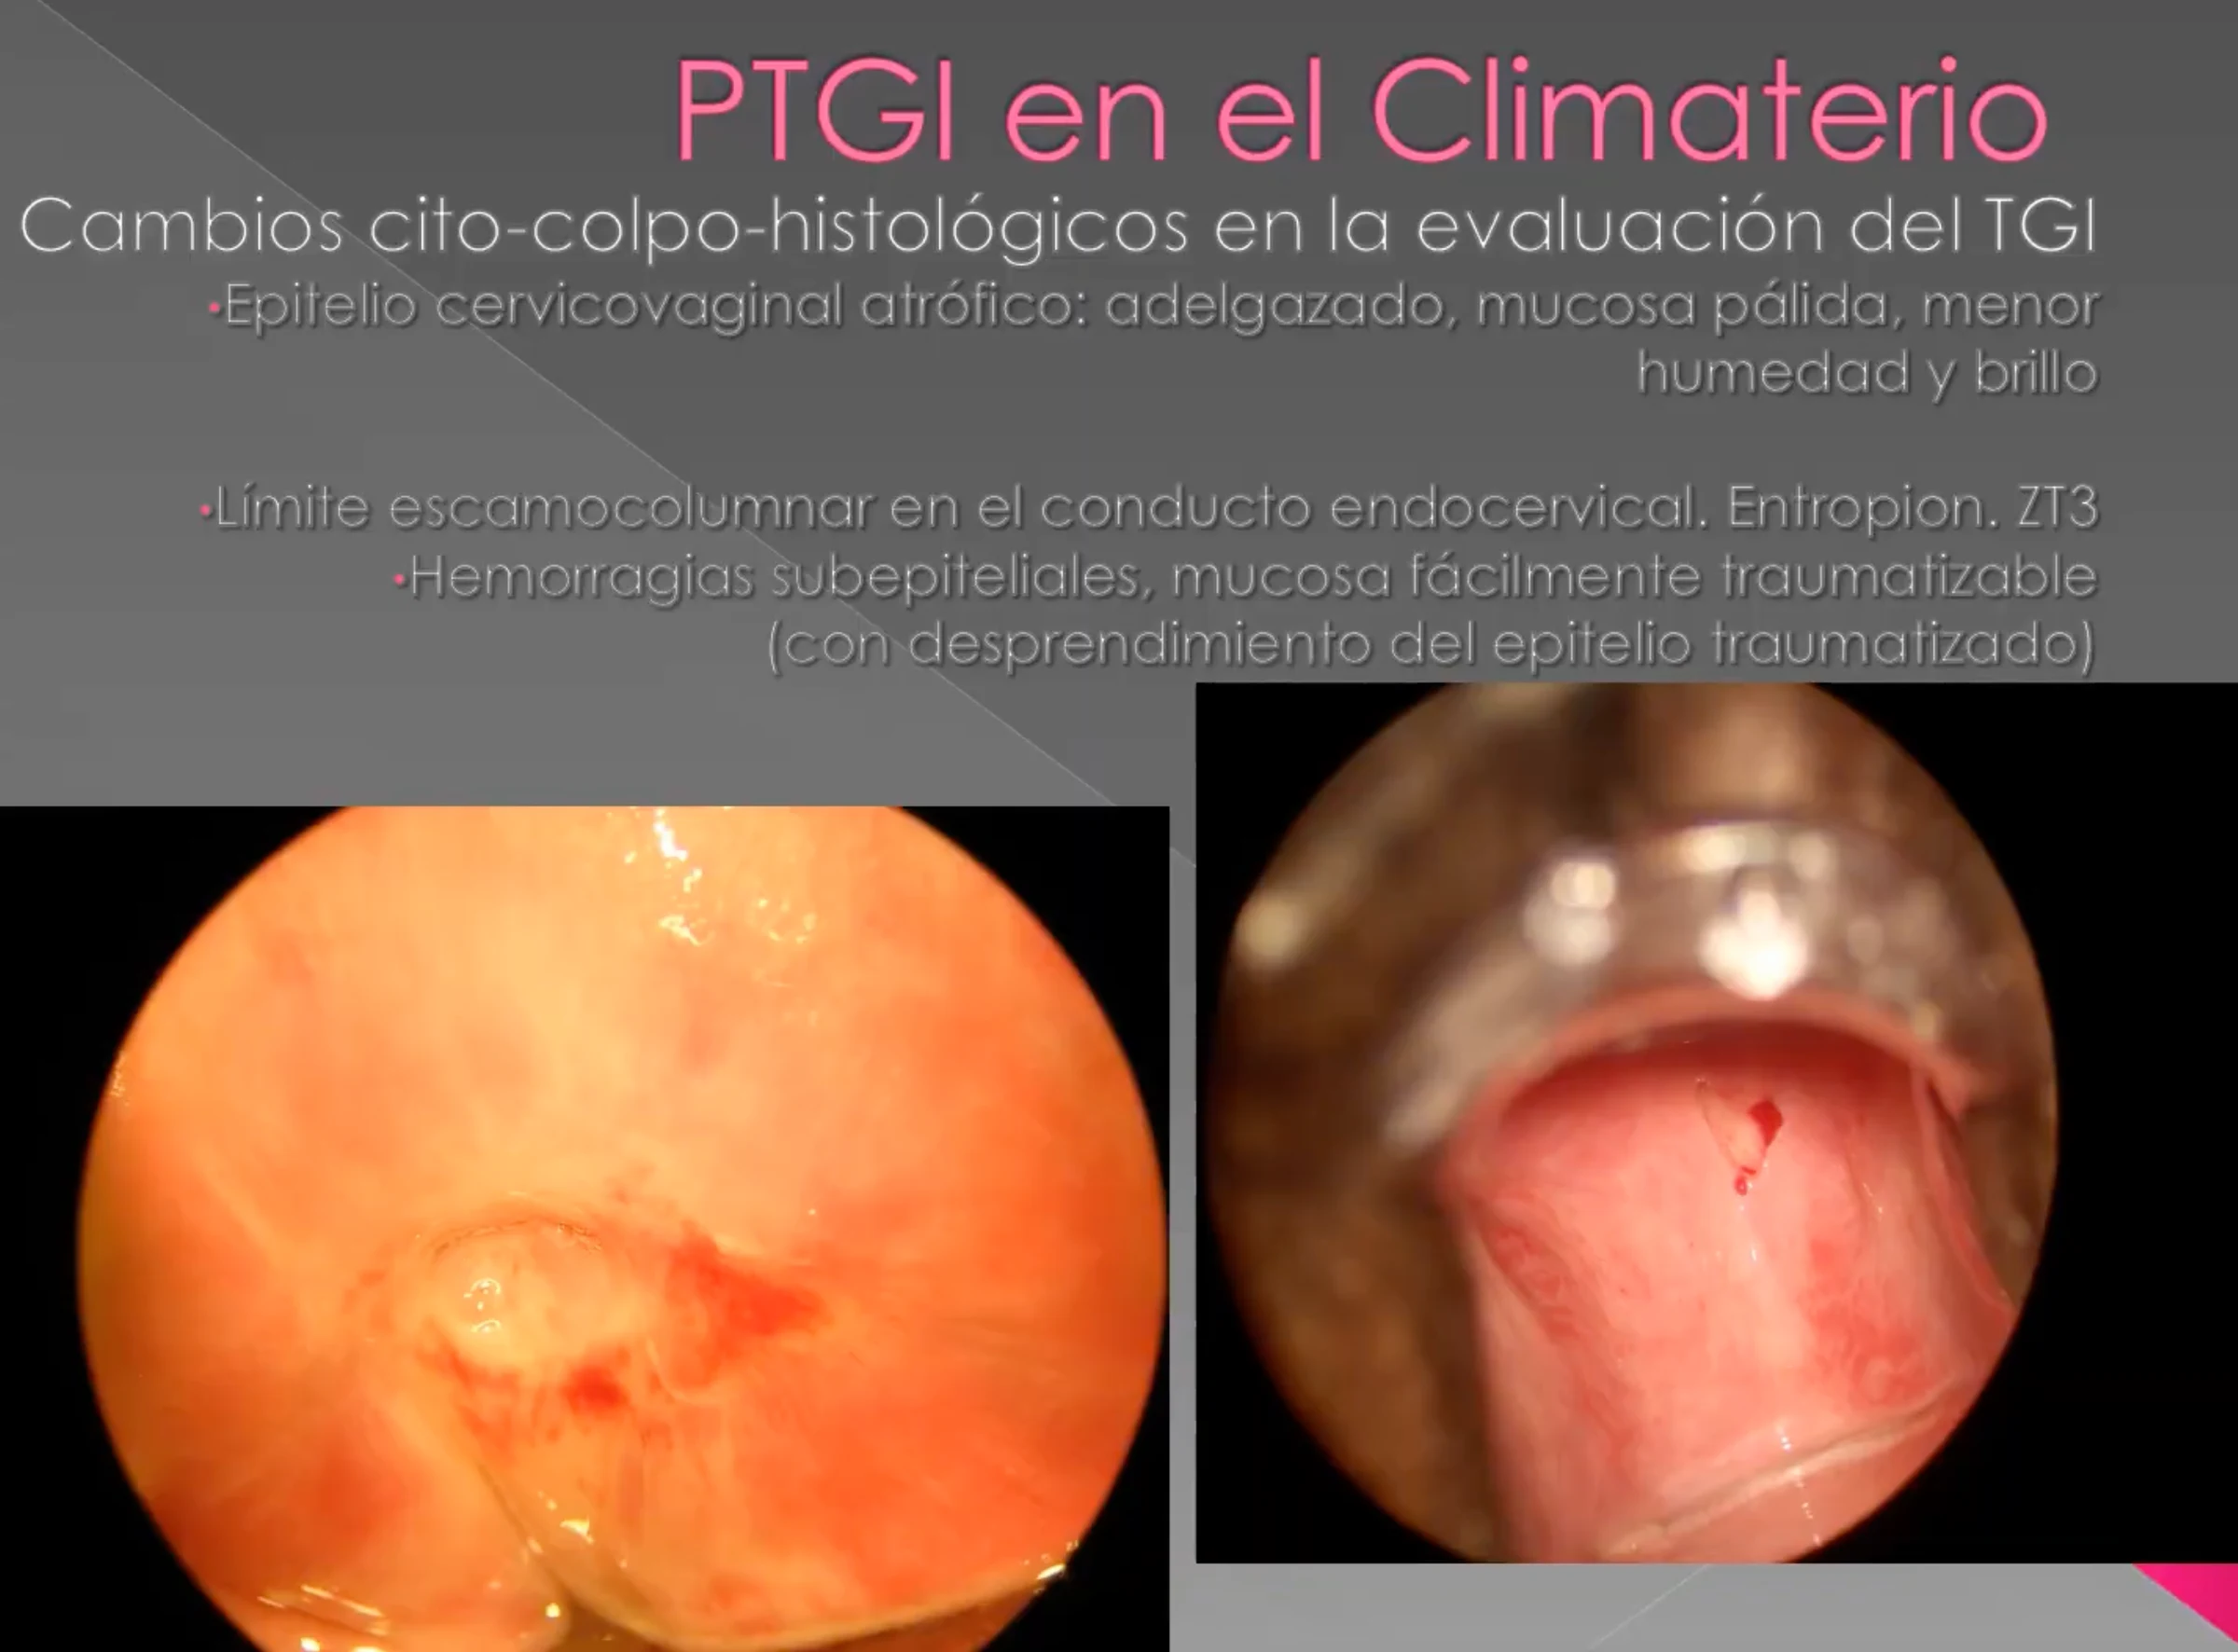 PTGI en el Climaterio
Cambios cito-colpo-histológicos en la evaluación del TGI
•Epitelio cervicovaginal atrófico: adelgazado, mucosa pálida, menor
humedad y brillo
•Límite escamocolumnar en el conducto endocervical. Entropion. ZT3
•Hemorragias subepiteliales, mucosa fácilmente traumatizable
(con desprendimiento del epitelio traumatizado)